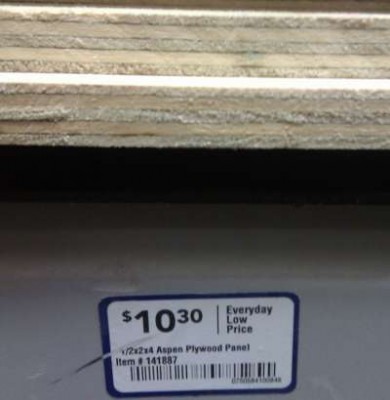 $10.30
Everyday
Low
Price
1/2x2x4 Aspen Plywood Panel
Item # 141887